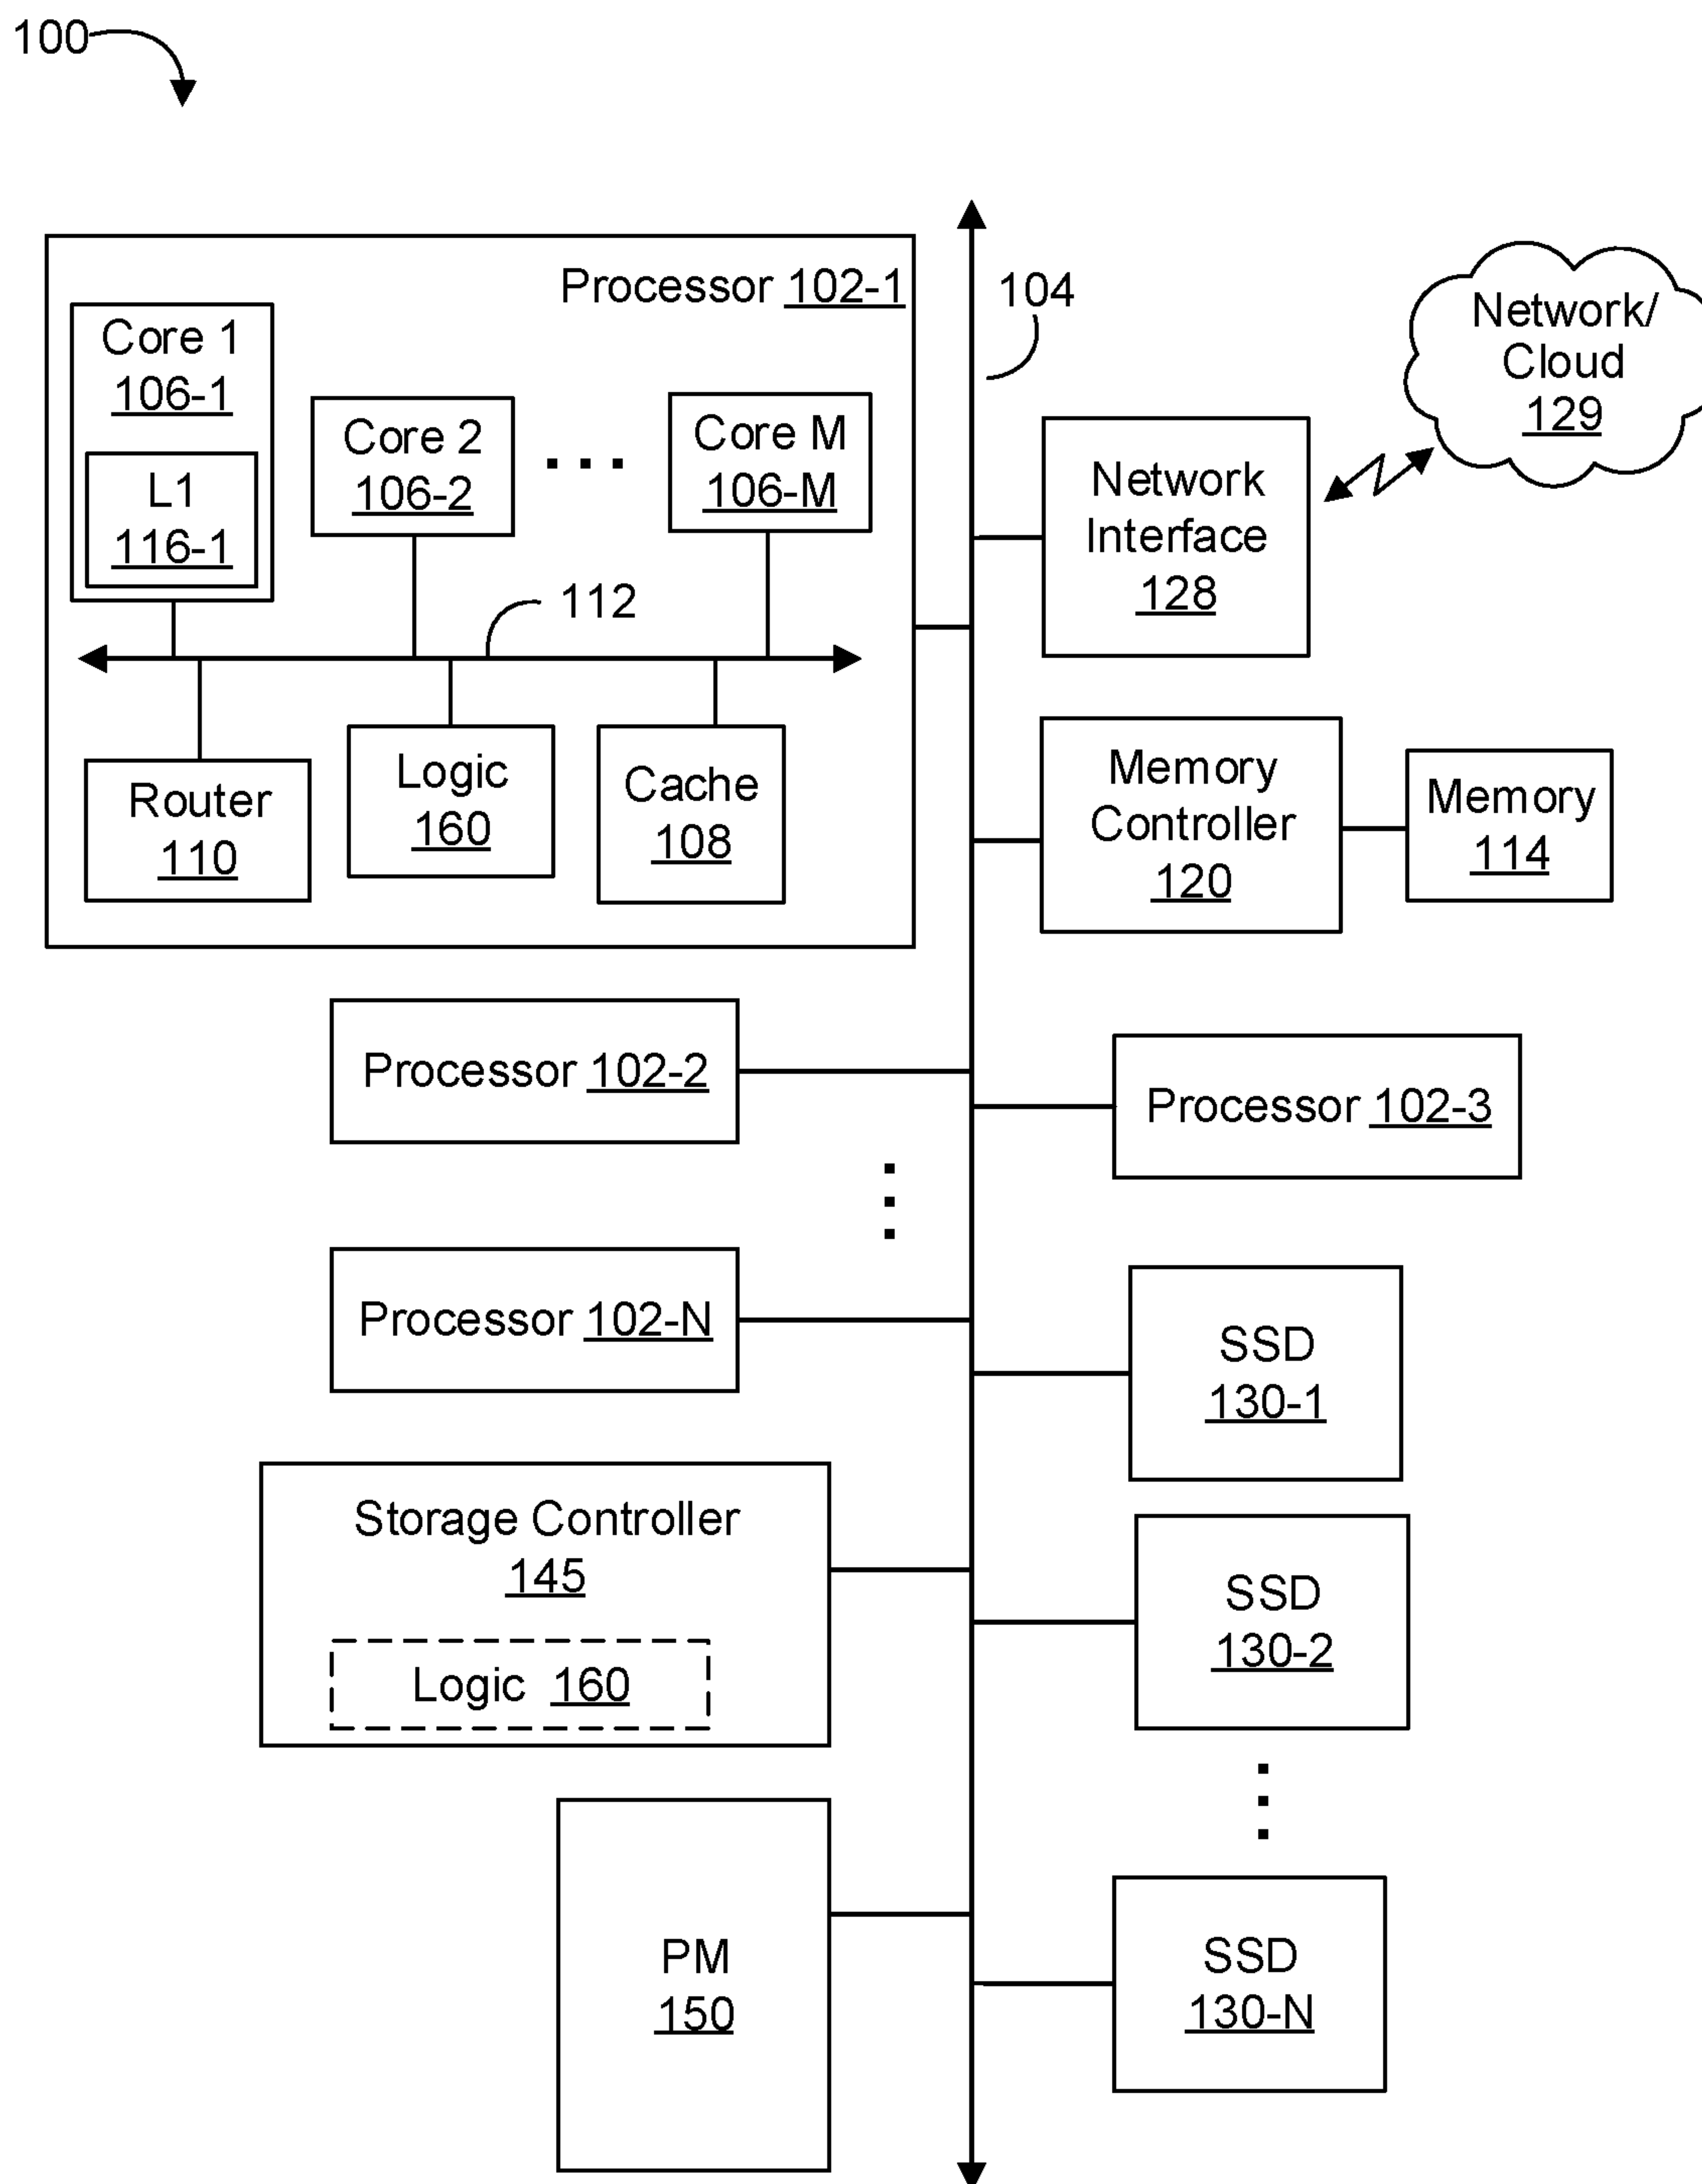 100
Processor 102-1
Core 1
106-1
L1
116-1
Core 2
106-2
...
Core M
106-M
112
Router
110
Logic
160
Cache
108
104
Network/
Cloud
129
Network
Interface
128
Memory
Controller
120
Memory
114
Processor 102-2
Processor 102-3
Processor 102-N
SSD
130-1
Storage Controller
145
Logic 160
SSD
130-2
PM
150
SSD
130-N